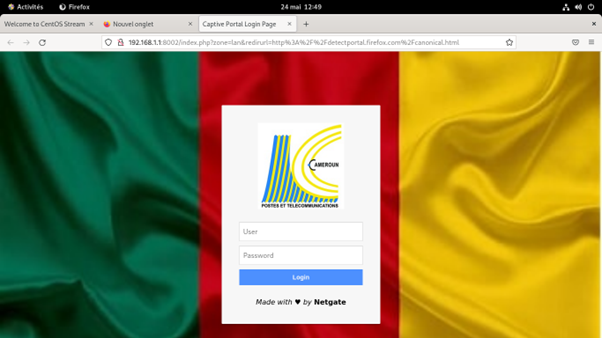 Activités
Firefox
24 mai 12:49
Welcome to CentOS Stream
Nouvel onglet
Captive Portal Login Page
192.168.1.1:8002/index.php?zone=lan&redirurl=http%3A%2F%2Fdetectportal.firefox.com%2Fcanonical.html
CAMEROUN
POSTES ET TELECOMMUNICATIONS
User
Password
Login
Made with ♥ by Netgate